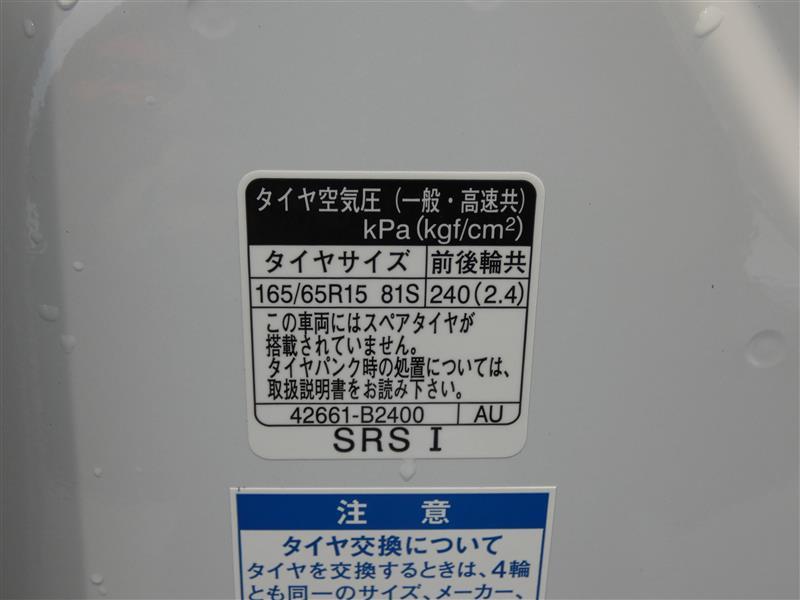 タイヤ空気圧（一般・高速共）
kPa(kgf/cm²)
タイヤサイズ 前後輪共
165/65R15 81S 240(2.4)
この車両にはスペアタイヤが
搭載されていません。
タイヤパンク時の処置については、
取扱説明書をお読み下さい。
42661-B2400 AU
SRS I
注意
タイヤ交換について
タイヤを交換するときは、4輪
とも同一のサイズ、メーカー、